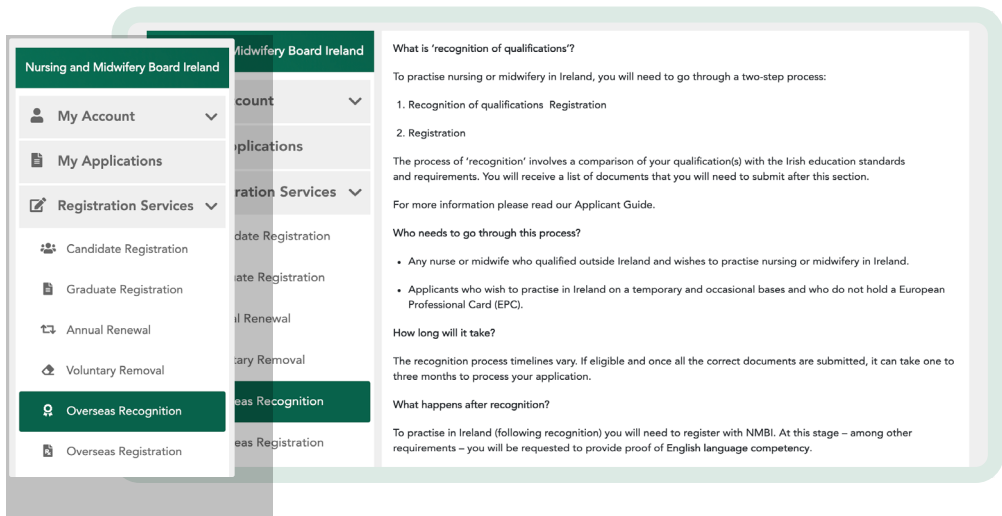 Nursing and Midwifery Board Ireland
My Account
My Applications
Registration Services
Candidate Registration
Graduate Registration
Annual Renewal
Voluntary Removal
Overseas Recognition
Overseas Registration
Midwifery Board Ireland
count
plications
ration Services
date Registration
ate Registration
l Renewal
tary Removal
eas Recognition
eas Registration
What is ‘recognition of qualifications’?
To practise nursing or midwifery in Ireland, you will need to go through a two-step process:
1. Recognition of qualifications Registration
2. Registration
The process of ‘recognition’ involves a comparison of your qualification(s) with the Irish education standards
and requirements. You will receive a list of documents that you will need to submit after this section.
For more information please read our Applicant Guide.
Who needs to go through this process?
• Any nurse or midwife who qualified outside Ireland and wishes to practise nursing or midwifery in Ireland.
• Applicants who wish to practise in Ireland on a temporary and occasional bases and who do not hold a European
Professional Card (EPC).
How long will it take?
The recognition process timelines vary. If eligible and once all the correct documents are submitted, it can take one to
three months to process your application.
What happens after recognition?
To practise in Ireland (following recognition) you will need to register with NMBI. At this stage – among other
requirements – you will be requested to provide proof of English language competency.